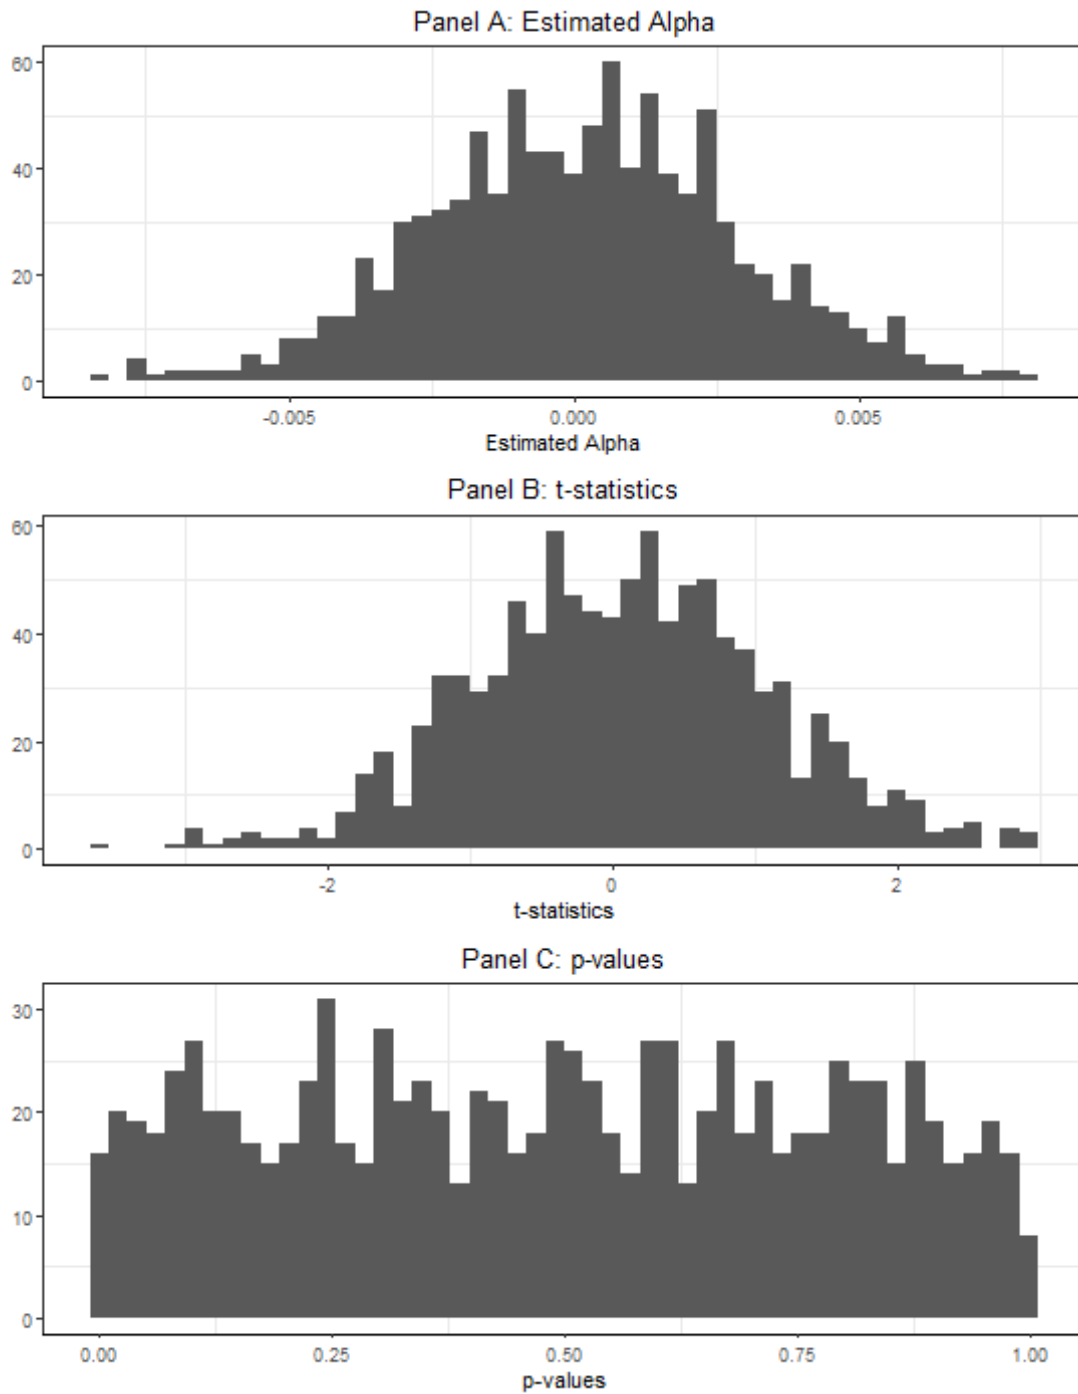 Panel A: Estimated Alpha
60
40
20
0
-0.005 0.000 0.005
Estimated Alpha
Panel B: t-statistics
60
40
20
0
-2 0 2
t-statistics
Panel C: p-values
30
20
10
0
0.00 0.25 0.50 0.75 1.00
p-values